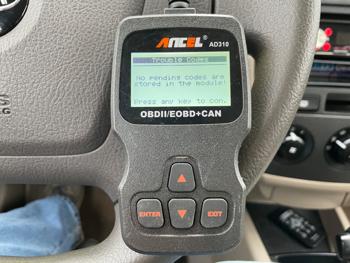 ANCEL
AD310
Trouble Codes
No pending codes are
stored in the module!
Press any key to con.
OBDII/EOBD+CAN
ENTER
EXIT